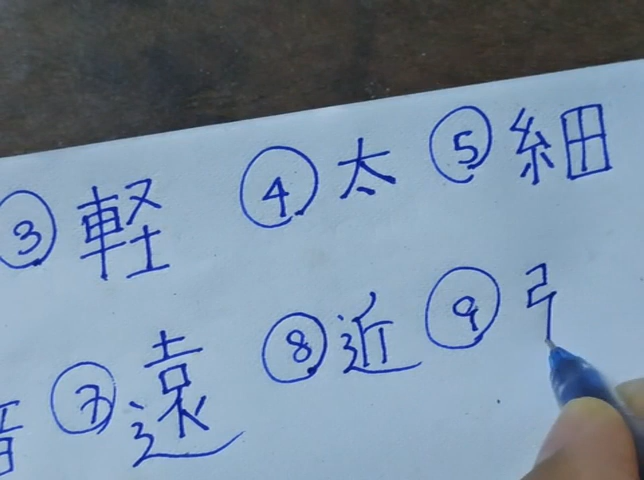 ③ 軽 ④ 太 ⑤ 細
⑦ 遠 ⑧ 近 ⑨